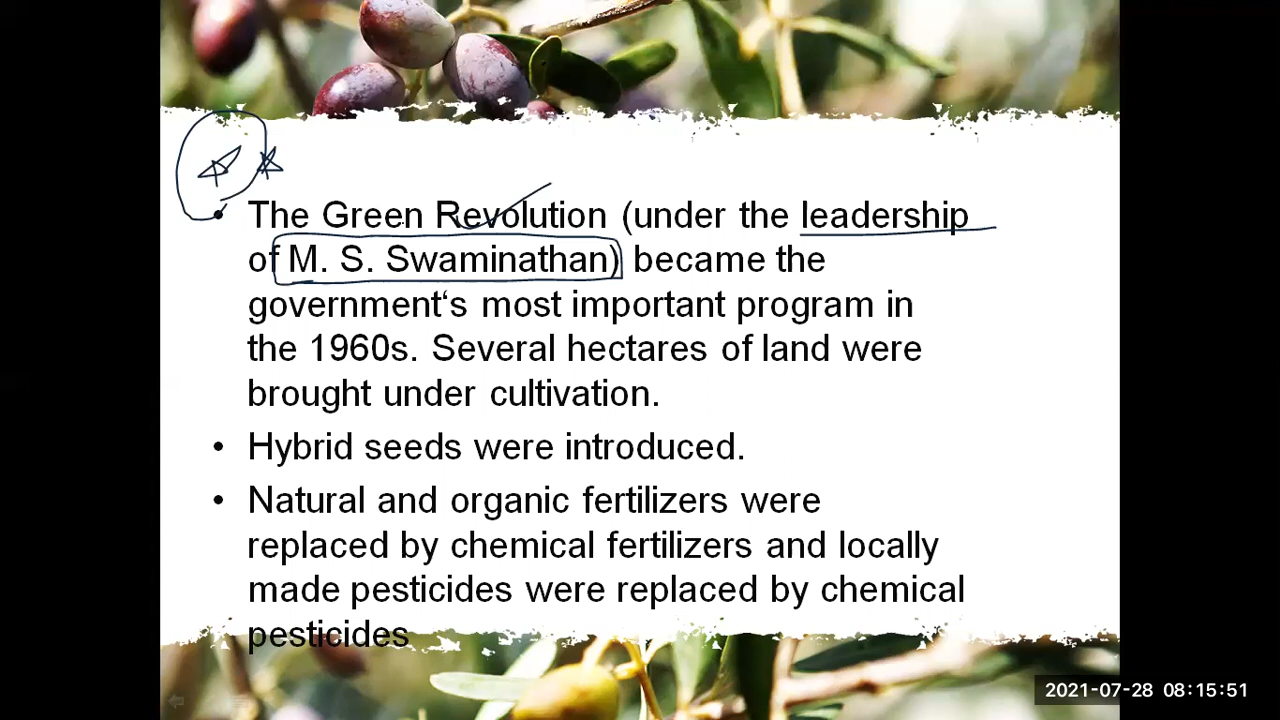 • The Green Revolution (under the leadership
of M. S. Swaminathan) became the
government‘s most important program in
the 1960s. Several hectares of land were
brought under cultivation.
• Hybrid seeds were introduced.
• Natural and organic fertilizers were
replaced by chemical fertilizers and locally
made pesticides were replaced by chemical
pesticides
2021-07-28 08:15:51